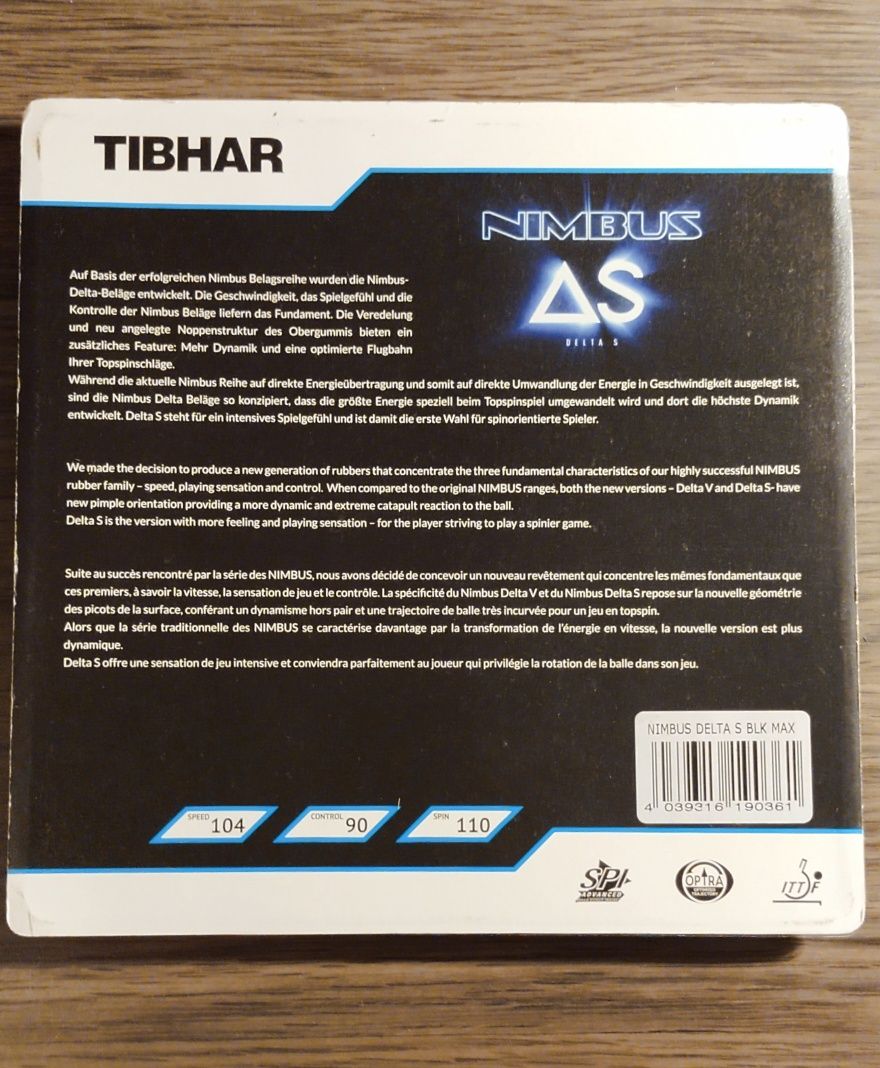 TIBHAR
NIMBUS
ΔS
DELTA S
Auf Basis der erfolgreichen Nimbus Belagsreihe wurden die Nimbus-
Delta-Beläge entwickelt. Die Geschwindigkeit, das Spielgefühl und die
Kontrolle der Nimbus Beläge liefern das Fundament. Die Veredelung
und neu angelegte Noppenstruktur des Obergummis bieten ein
zusätzliches Feature: Mehr Dynamik und eine optimierte Flugbahn
Ihrer Topspinschläge.
Während die aktuelle Nimbus Reihe auf direkte Energieübertragung und somit auf direkte Umwandlung der Energie in Geschwindigkeit ausgelegt ist,
sind die Nimbus Delta Beläge so konzipiert, dass die größte Energie speziell beim Topspinspiel umgewandelt wird und dort die höchste Dynamik
entwickelt. Delta S steht für ein intensives Spielgefühl und ist damit die erste Wahl für spinorientierte Spieler.
We made the decision to produce a new generation of rubbers that concentrate the three fundamental characteristics of our highly successful NIMBUS
rubber family – speed, playing sensation and control. When compared to the original NIMBUS ranges, both the new versions – Delta V and Delta S- have
new pimple orientation providing a more dynamic and extreme catapult reaction to the ball.
Delta S is the version with more feeling and playing sensation – for the player striving to play a spinier game.
Suite au succès rencontré par la série des NIMBUS, nous avons décidé de concevoir un nouveau revêtement qui concentre les mêmes fondamentaux que
ces premiers, à savoir la vitesse, la sensation de jeu et le contrôle. La spécificité du Nimbus Delta V et du Nimbus Delta S repose sur la nouvelle géométrie
des picots de la surface, conférant un dynamisme hors pair et une trajectoire de balle très incurvée pour un jeu en topspin.
Alors que la série traditionnelle des NIMBUS se caractérise davantage par la transformation de l'énergie en vitesse, la nouvelle version est plus
dynamique.
Delta S offre une sensation de jeu intensive et conviendra parfaitement au joueur qui privilégie la rotation de la balle dans son jeu.
NIMBUS DELTA S BLK MAX
4 039316 190361
SPEED 104
CONTROL 90
SPIN 110
SPI
ADVANCED
OPTRA
OPTIMIZED
TRAJECTORY
ITTF